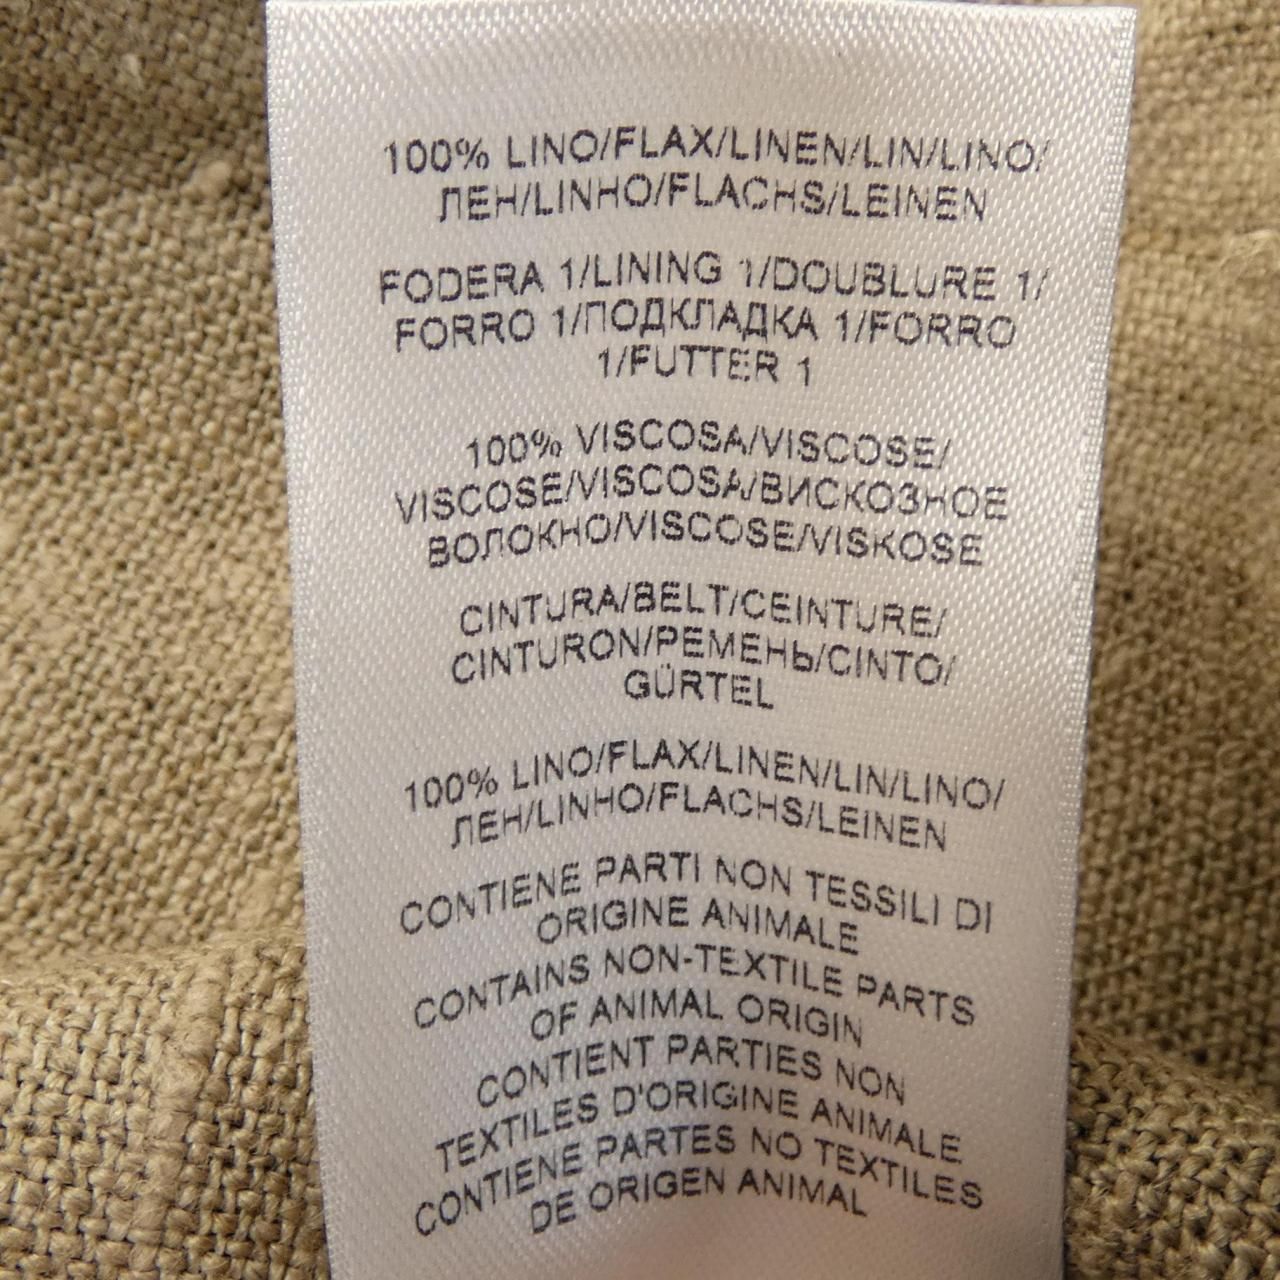 100% LINO/FLAX/LINEN/LIN/LINO/
ЛЕН/LINHO/FLACHS/LEINEN
FODERA 1/LINING 1/DOUBLURE 1/
FORRO 1/ПОДКЛАДКА 1/FORRO
1/FUTTER 1
100% VISCOSA/VISCOSE/
VISCOSE/VISCOSA/ВИСКОЗНОЕ
ВОЛОКНО/VISCOSE/VISKOSE
CINTURA/BELT/CEINTURE/
CINTURON/РЕМЕНЬ/CINTO/
GÜRTEL
100% LINO/FLAX/LINEN/LIN/LINO/
ЛЕН/LINHO/FLACHS/LEINEN
CONTIENE PARTI NON TESSILI DI
ORIGINE ANIMALE
CONTAINS NON-TEXTILE PARTS
OF ANIMAL ORIGIN
CONTIENT PARTIES NON
TEXTILES D'ORIGINE ANIMALE
CONTIENE PARTES NO TEXTILES
DE ORIGEN ANIMAL